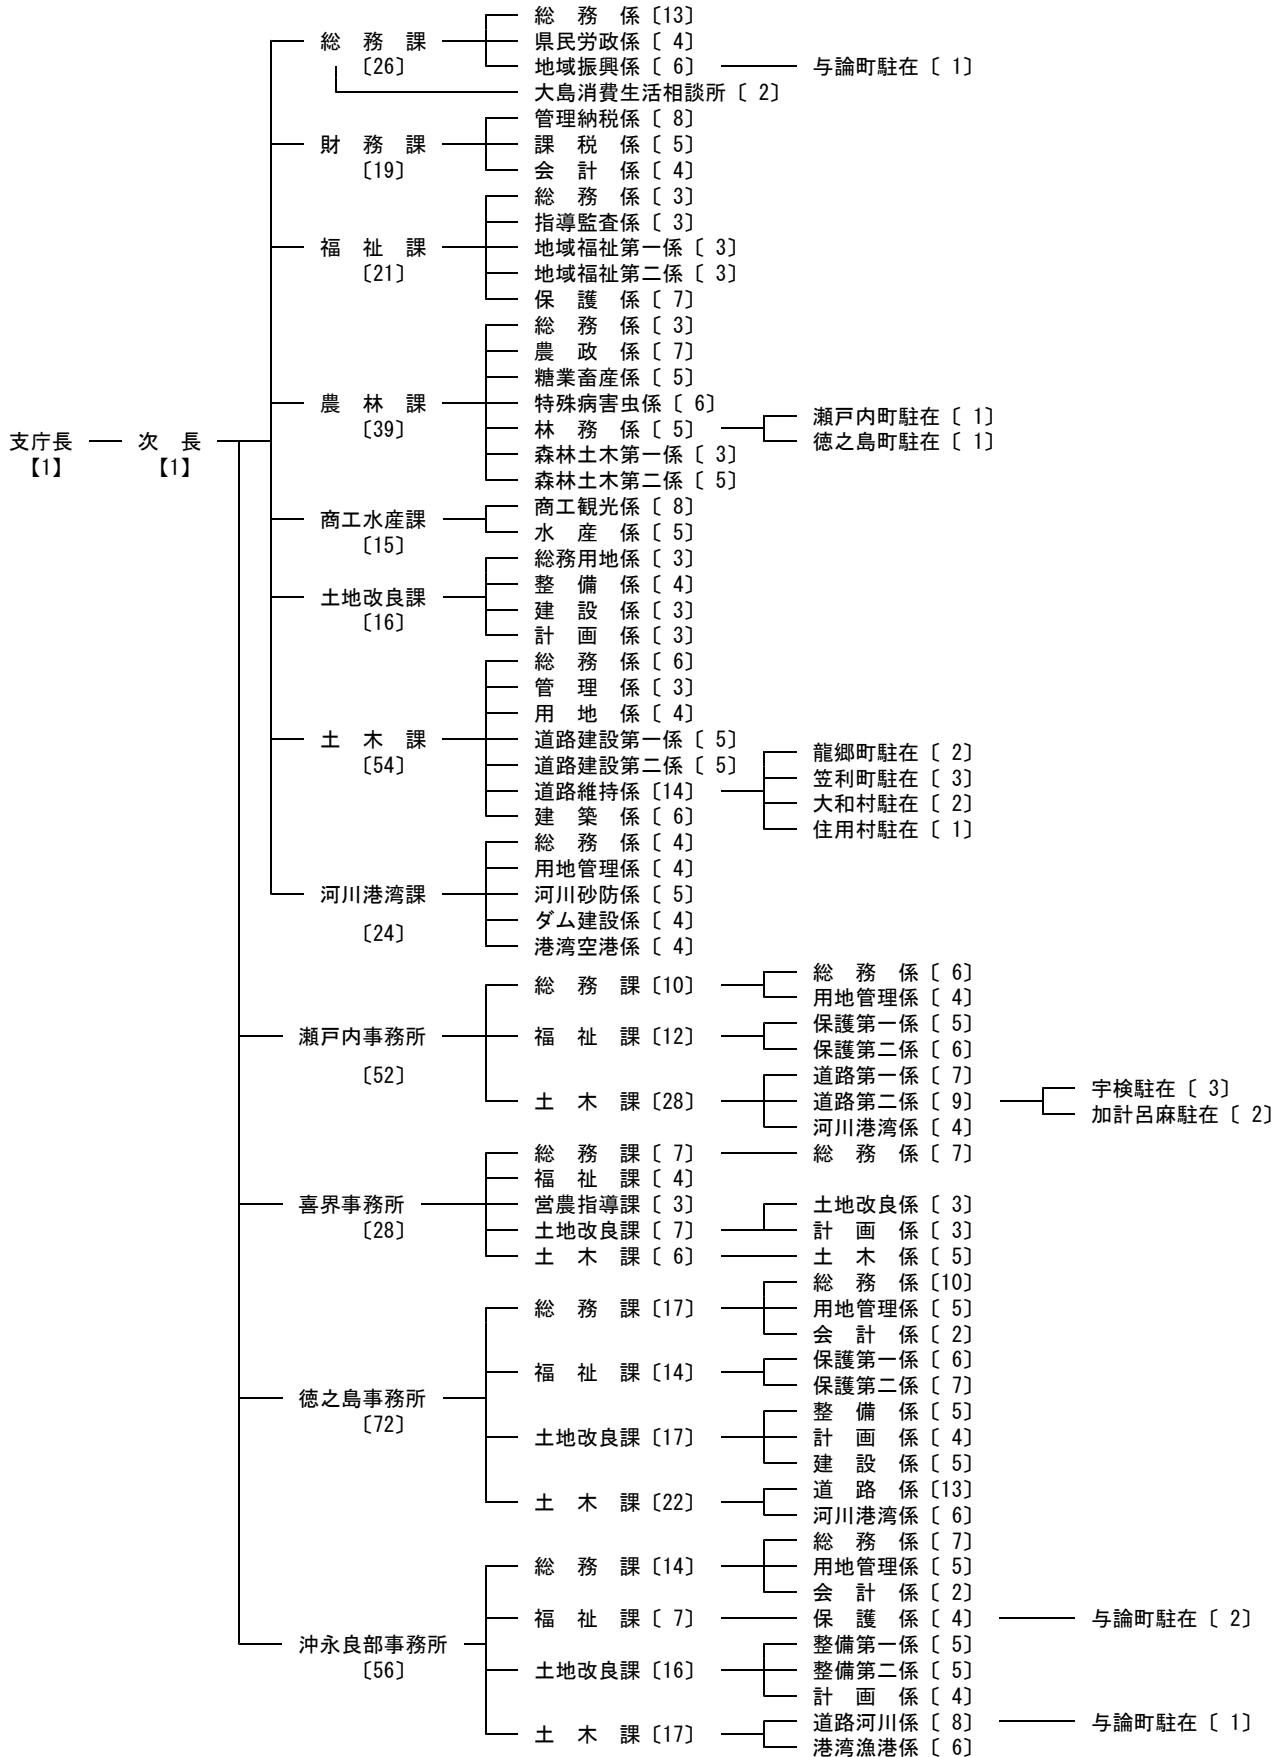 支庁長
【1】
次　長
【1】
総　務　課
〔26〕
総　務　係〔13〕
県民労政係〔 4〕
地域振興係〔 6〕
与論町駐在〔 1〕
大島消費生活相談所〔 2〕
財　務　課
〔19〕
管理納税係〔 8〕
課　税　係〔 5〕
会　計　係〔 4〕
福　祉　課
〔21〕
総　務　係〔 3〕
指導監査係〔 3〕
地域福祉第一係〔 3〕
地域福祉第二係〔 3〕
保　護　係〔 7〕
農　林　課
〔39〕
総　務　係〔 3〕
農　政　係〔 7〕
糖業畜産係〔 5〕
特殊病害虫係〔 6〕
林　務　係〔 5〕
瀬戸内町駐在〔 1〕
徳之島町駐在〔 1〕
森林土木第一係〔 3〕
森林土木第二係〔 5〕
商工水産課
〔15〕
商工観光係〔 8〕
水　産　係〔 5〕
土地改良課
〔16〕
総務用地係〔 3〕
整　備　係〔 4〕
建　設　係〔 3〕
計　画　係〔 3〕
土　木　課
〔54〕
総　務　係〔 6〕
管　理　係〔 3〕
用　地　係〔 4〕
道路建設第一係〔 5〕
道路建設第二係〔 5〕
道路維持係〔14〕
龍郷町駐在〔 2〕
笠利町駐在〔 3〕
大和村駐在〔 2〕
住用村駐在〔 1〕
建　築　係〔 6〕
河川港湾課
〔24〕
総　務　係〔 4〕
用地管理係〔 4〕
河川砂防係〔 5〕
ダム建設係〔 4〕
港湾空港係〔 4〕
瀬戸内事務所
〔52〕
総　務　課〔10〕
総　務　係〔 6〕
用地管理係〔 4〕
福　祉　課〔12〕
保護第一係〔 5〕
保護第二係〔 6〕
土　木　課〔28〕
道路第一係〔 7〕
道路第二係〔 9〕
宇検駐在〔 3〕
加計呂麻駐在〔 2〕
河川港湾係〔 4〕
喜界事務所
〔28〕
総　務　課〔 7〕
総　務　係〔 7〕
福　祉　課〔 4〕
営農指導課〔 3〕
土地改良課〔 7〕
土地改良係〔 3〕
計　画　係〔 3〕
土　木　課〔 6〕
土　木　係〔 5〕
徳之島事務所
〔72〕
総　務　課〔17〕
総　務　係〔10〕
用地管理係〔 5〕
会　計　係〔 2〕
福　祉　課〔14〕
保護第一係〔 6〕
保護第二係〔 7〕
土地改良課〔17〕
整　備　係〔 5〕
計　画　係〔 4〕
建　設　係〔 5〕
土　木　課〔22〕
道　路　係〔13〕
河川港湾係〔 6〕
沖永良部事務所
〔56〕
総　務　課〔14〕
総　務　係〔 7〕
用地管理係〔 5〕
会　計　係〔 2〕
福　祉　課〔 7〕
保　護　係〔 4〕
与論町駐在〔 2〕
土地改良課〔16〕
整備第一係〔 5〕
整備第二係〔 5〕
計　画　係〔 4〕
土　木　課〔17〕
道路河川係〔 8〕
与論町駐在〔 1〕
港湾漁港係〔 6〕